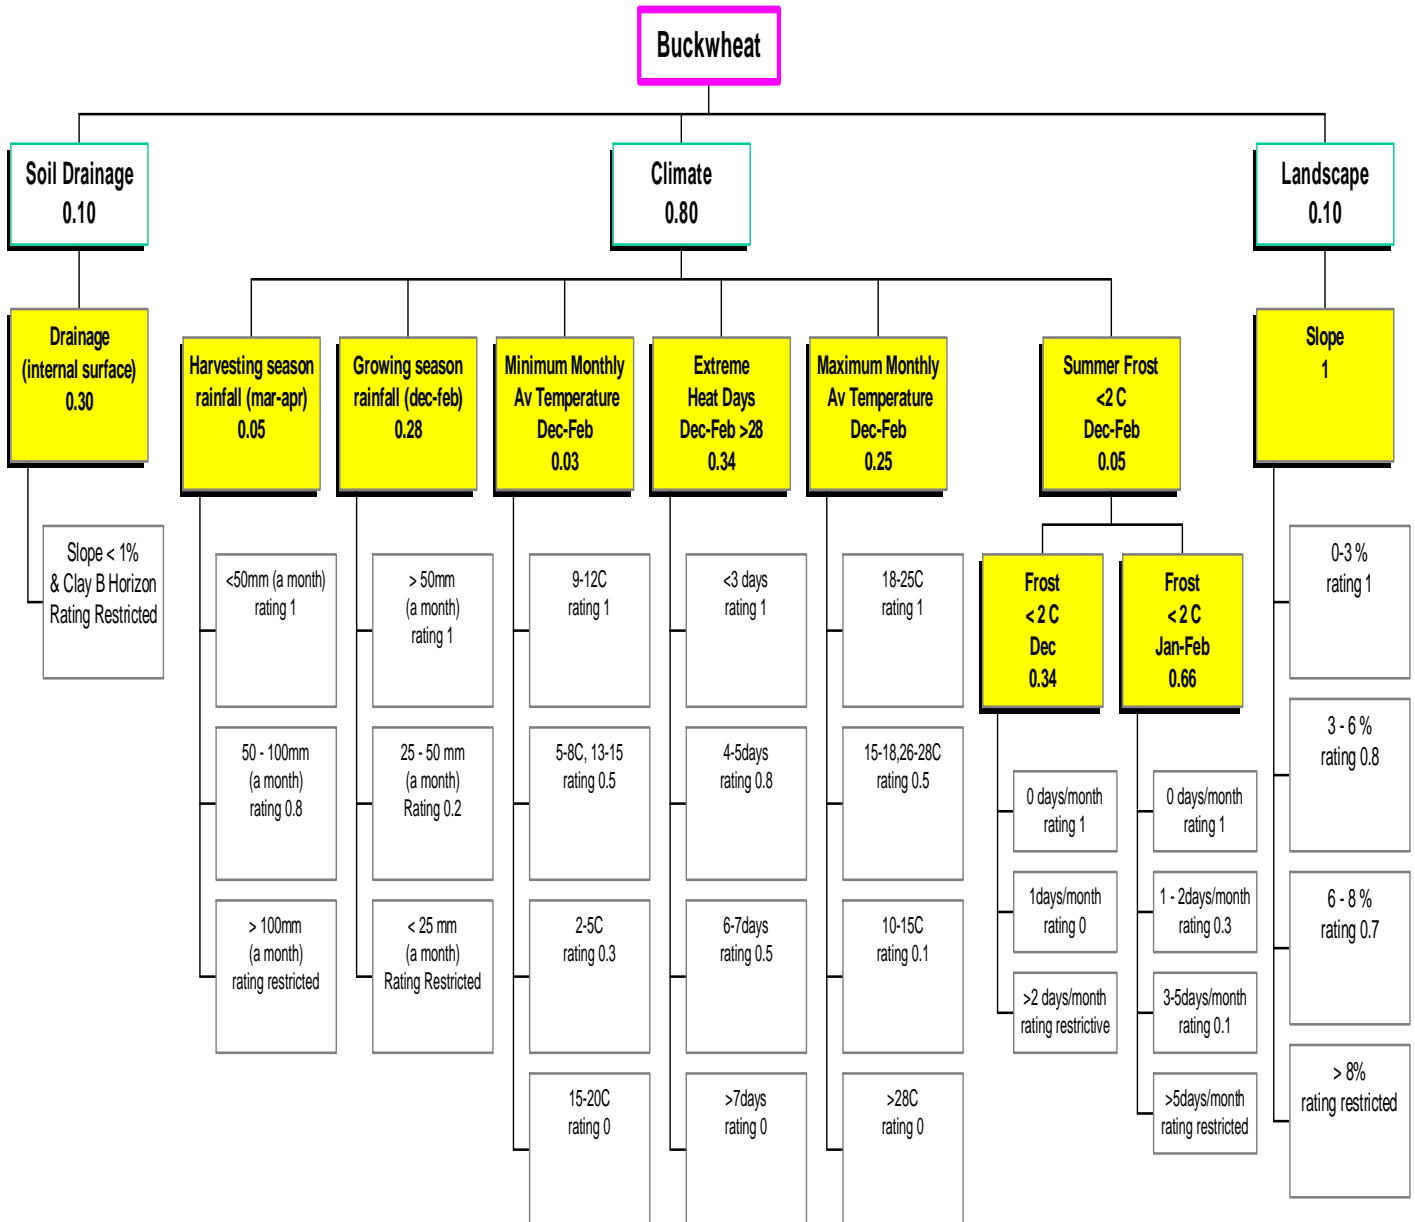 Buckwheat
Soil Drainage
0.10
Climate
0.80
Landscape
0.10
Drainage
(internal surface)
0.30
Slope < 1%
& Clay B Horizon
Rating Restricted
Harvesting season
rainfall (mar-apr)
0.05
<50mm (a month)
rating 1
50 - 100mm
(a month)
rating 0.8
> 100mm
(a month)
rating restricted
Growing season
rainfall (dec-feb)
0.28
> 50mm
(a month)
rating 1
25 - 50 mm
(a month)
Rating 0.2
< 25 mm
(a month)
Rating Restricted
Minimum Monthly
Av Temperature
Dec-Feb
0.03
9-12C
rating 1
5-8C, 13-15
rating 0.5
2-5C
rating 0.3
15-20C
rating 0
Extreme
Heat Days
Dec-Feb >28
0.34
<3 days
rating 1
4-5days
rating 0.8
6-7days
rating 0.5
>7days
rating 0
Maximum Monthly
Av Temperature
Dec-Feb
0.25
18-25C
rating 1
15-18,26-28C
rating 0.5
10-15C
rating 0.1
>28C
rating 0
Summer Frost
<2 C
Dec-Feb
0.05
Frost
< 2 C
Dec
0.34
0 days/month
rating 1
1days/month
rating 0
>2 days/month
rating restrictive
Frost
< 2 C
Jan-Feb
0.66
0 days/month
rating 1
1 - 2days/month
rating 0.3
3-5days/month
rating 0.1
>5days/month
rating restricted
Slope
1
0-3 %
rating 1
3 - 6 %
rating 0.8
6 - 8 %
rating 0.7
> 8%
rating restricted